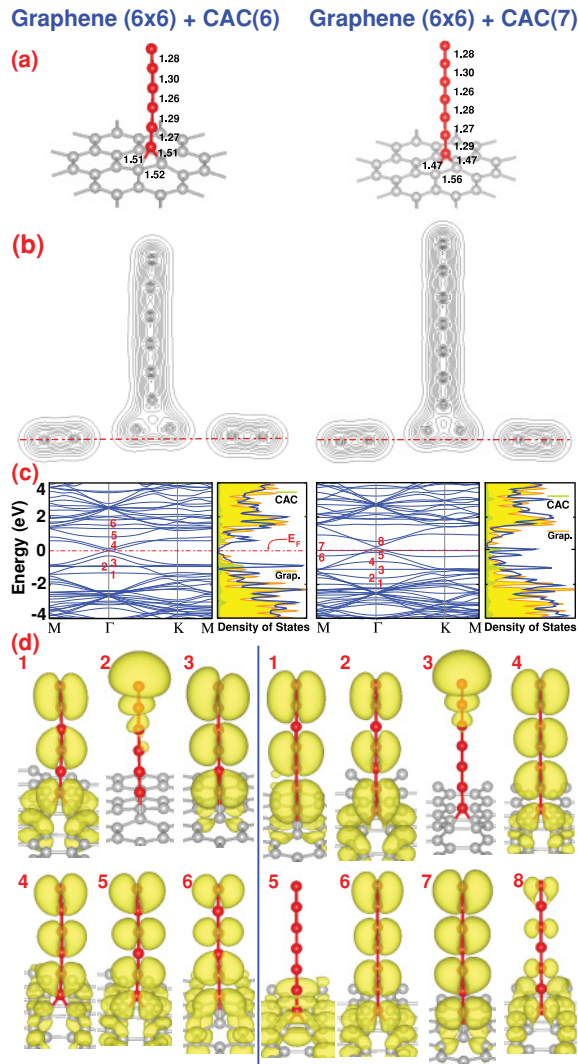 Graphene (6x6) + CAC(6) Graphene (6x6) + CAC(7)
(a)
1.28
1.30
1.26
1.29
1.27
1.51 1.51
1.52
1.28
1.30
1.26
1.28
1.27
1.29
1.47 1.47
1.56
(b)
(c)
Energy (eV)
4
2
0
-2
-4
6
5
4
3
2
1
M Γ K M
CAC
E_F
Grap.
Density of States
7
6
8
5
4
3
2
1
M Γ K M
CAC
Grap.
Density of States
(d)
1 2 3 1 2 3 4
4 5 6 5 6 7 8